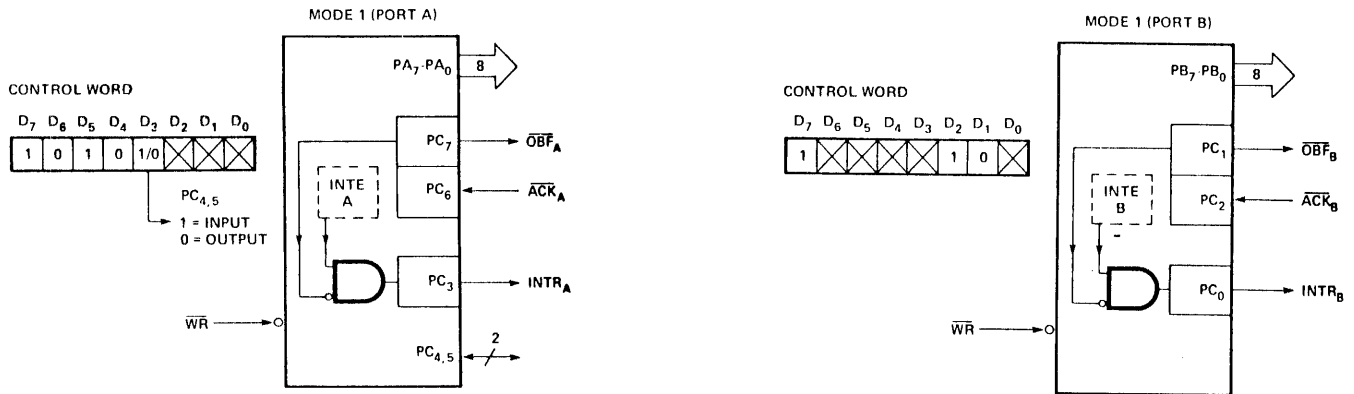 MODE 1 (PORT A)
PA7-PA0 8
CONTROL WORD
D7 D6 D5 D4 D3 D2 D1 D0
1 0 1 0 1/0
PC4,5
1 = INPUT
0 = OUTPUT
PC7 OBFA
INTE
A
PC6 ACKA
PC3 INTRA
WR
PC4,5 2
MODE 1 (PORT B)
PB7-PB0 8
CONTROL WORD
D7 D6 D5 D4 D3 D2 D1 D0
1 1 0
PC1 OBFB
INTE
B
PC2 ACKB
PC0 INTRB
WR